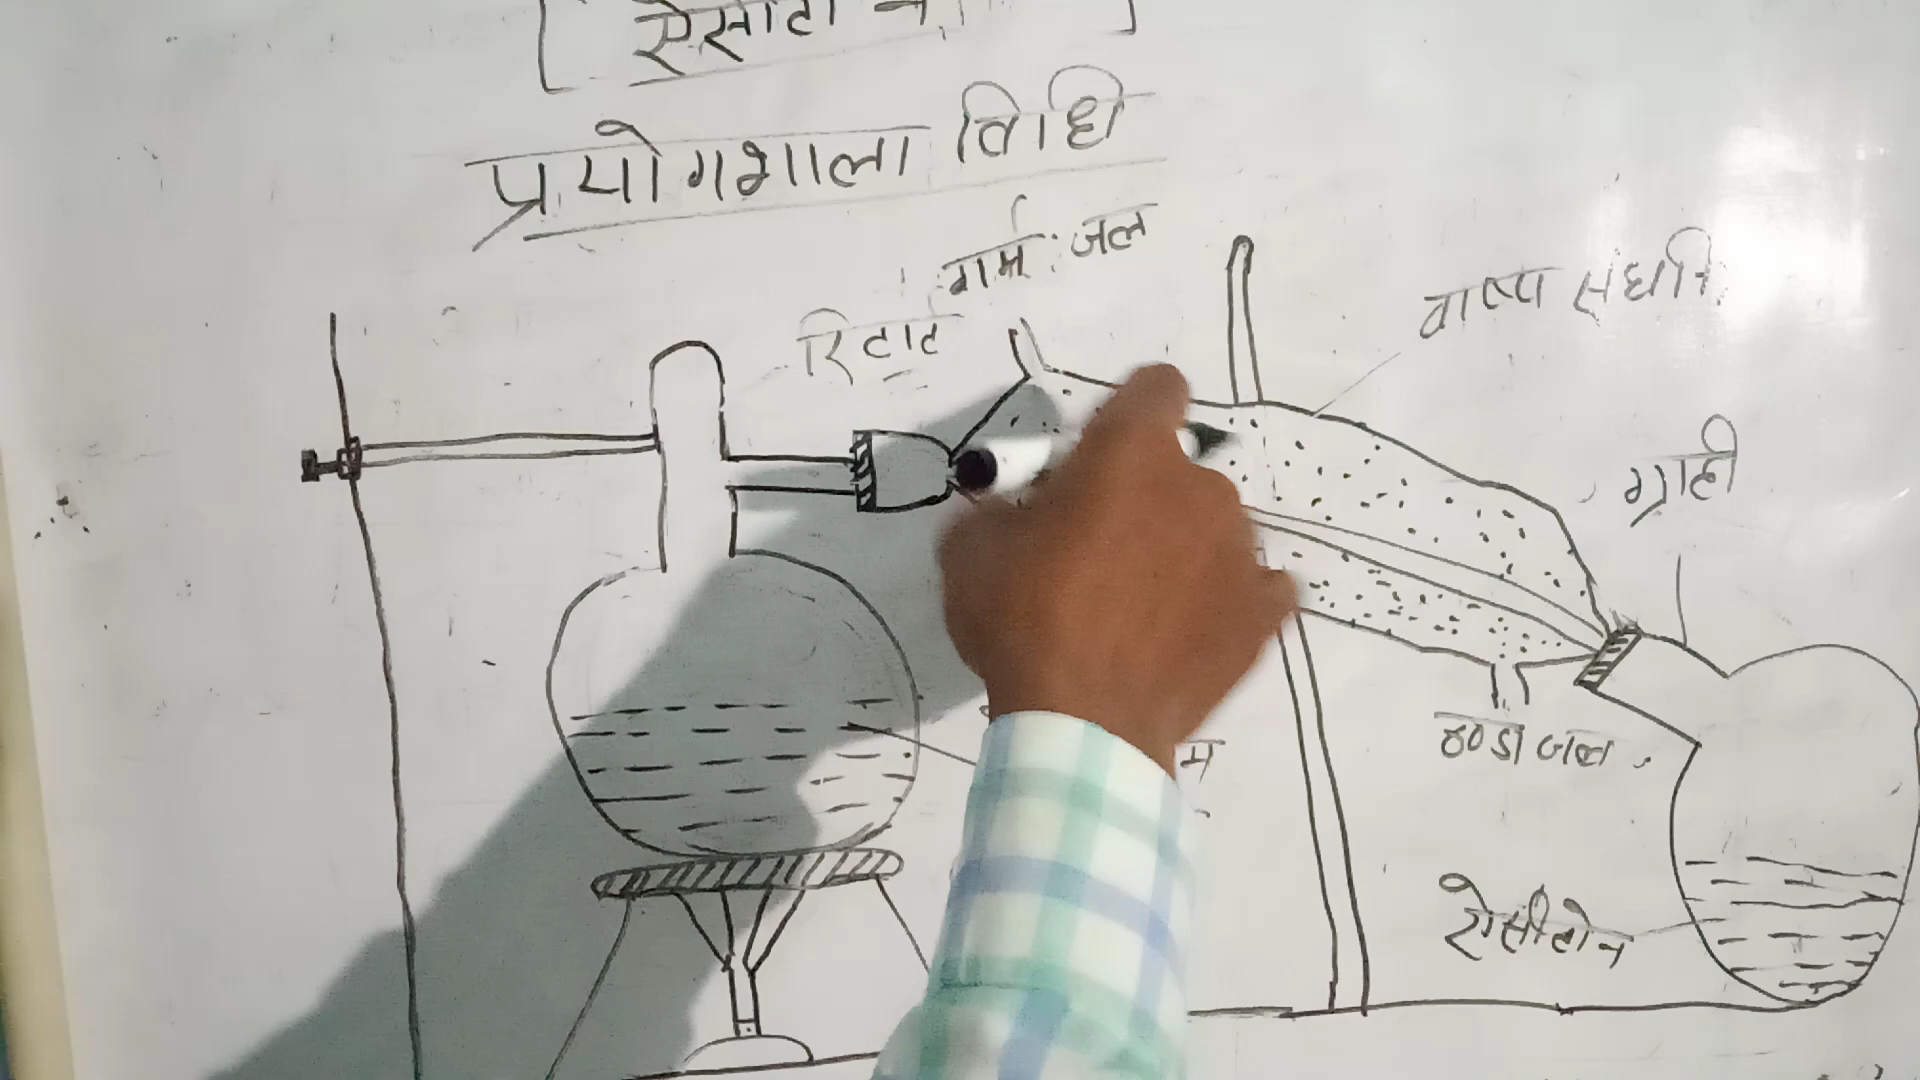 प्रयोगशाला विधि
गर्म जल
रिटार्ट
वाष्प संघनि
ग्राही
ठण्डा जल
ऐसीटोन